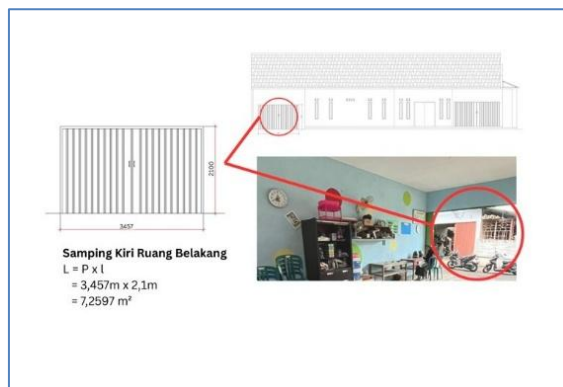 2100
3457
Samping Kiri Ruang Belakang
L = P x l
= 3,457m x 2,1m
= 7,2597 m²